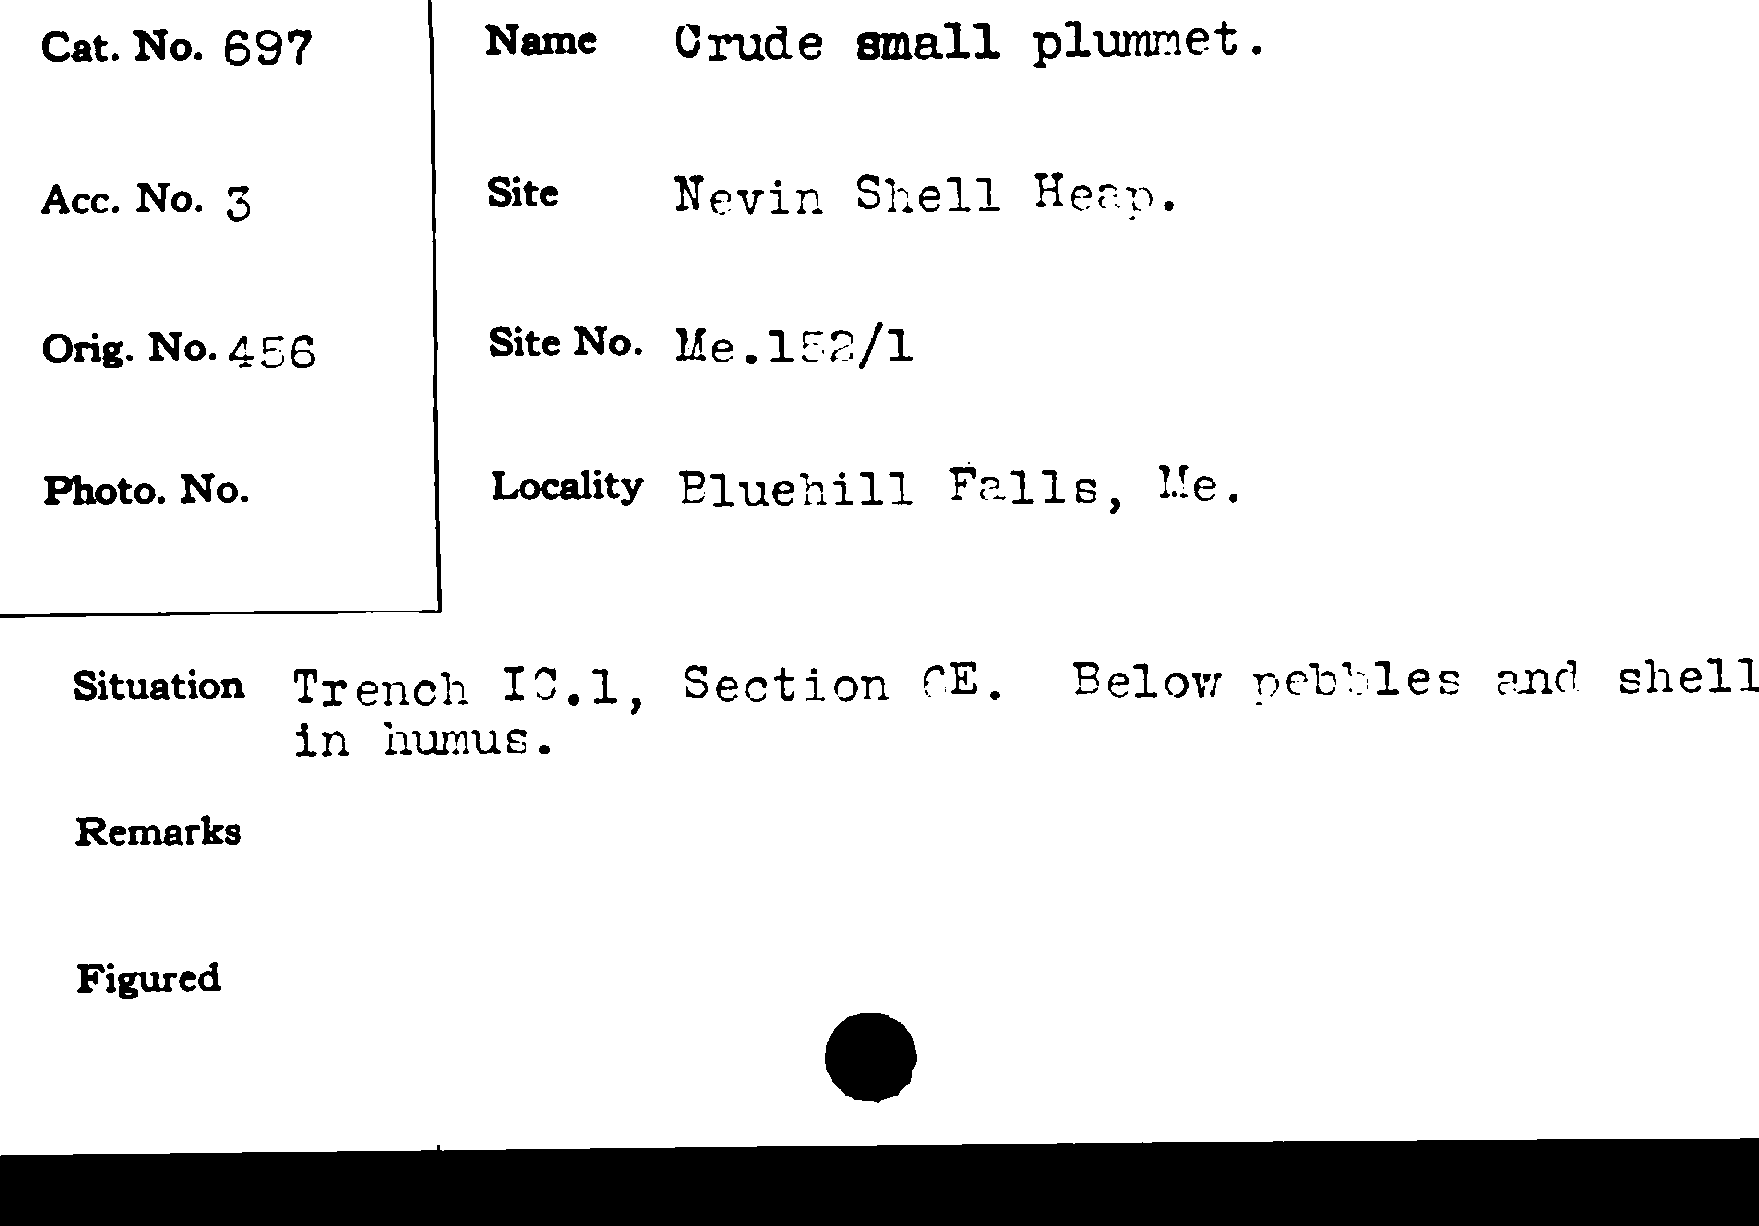 Cat. No. 697
Name Crude small plummet.
Acc. No. 3
Site Nevin Shell Heap.
Orig. No. 456
Site No. Me.152/1
Photo. No.
Locality Bluehill Falls, Me.
Situation Trench IC.1, Section CE. Below pebbles and shell
in humus.
Remarks
Figured